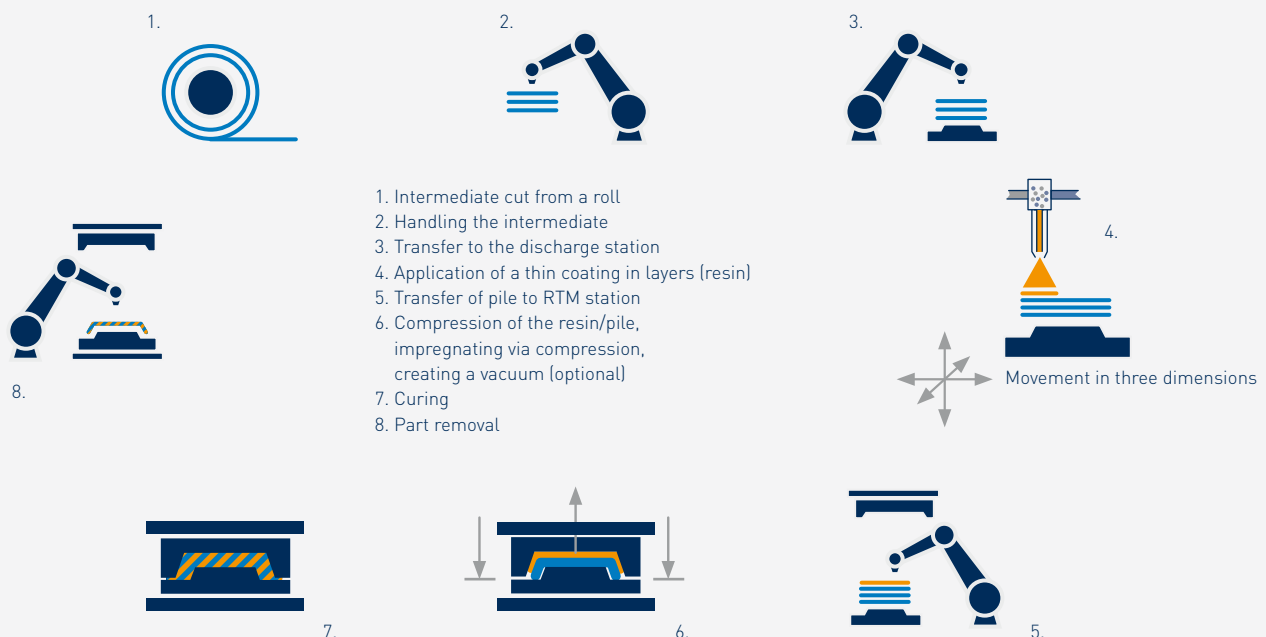 1.
2.
3.
1. Intermediate cut from a roll
2. Handling the intermediate
3. Transfer to the discharge station
4. Application of a thin coating in layers (resin)
5. Transfer of pile to RTM station
6. Compression of the resin/pile,
impregnating via compression,
creating a vacuum (optional)
7. Curing
8. Part removal
4.
Movement in three dimensions
8.
7.
6.
5.